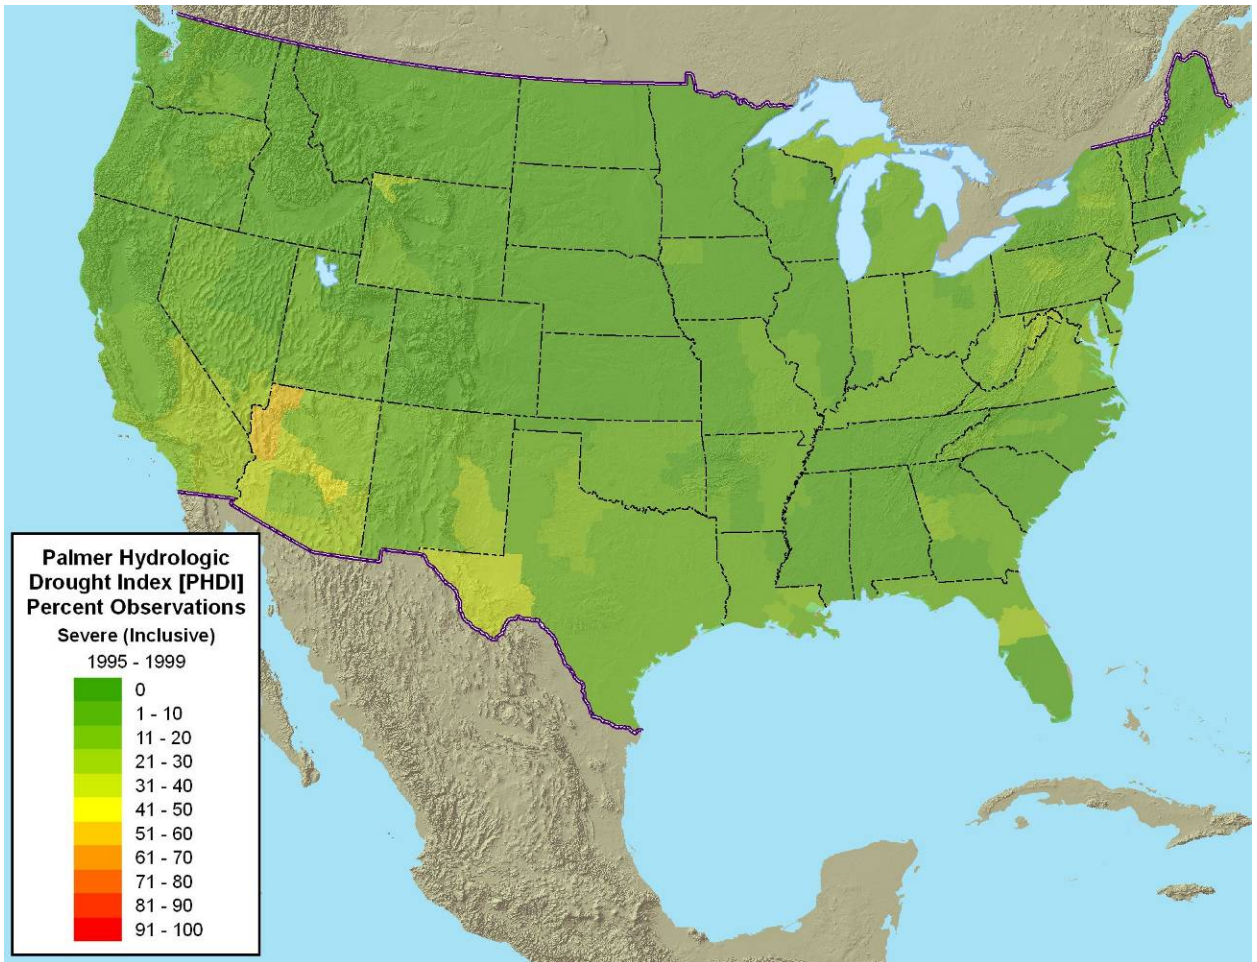 Palmer Hydrologic
Drought Index [PHDI]
Percent Observations
Severe (Inclusive)
1995 - 1999
0
1 - 10
11 - 20
21 - 30
31 - 40
41 - 50
51 - 60
61 - 70
71 - 80
81 - 90
91 - 100